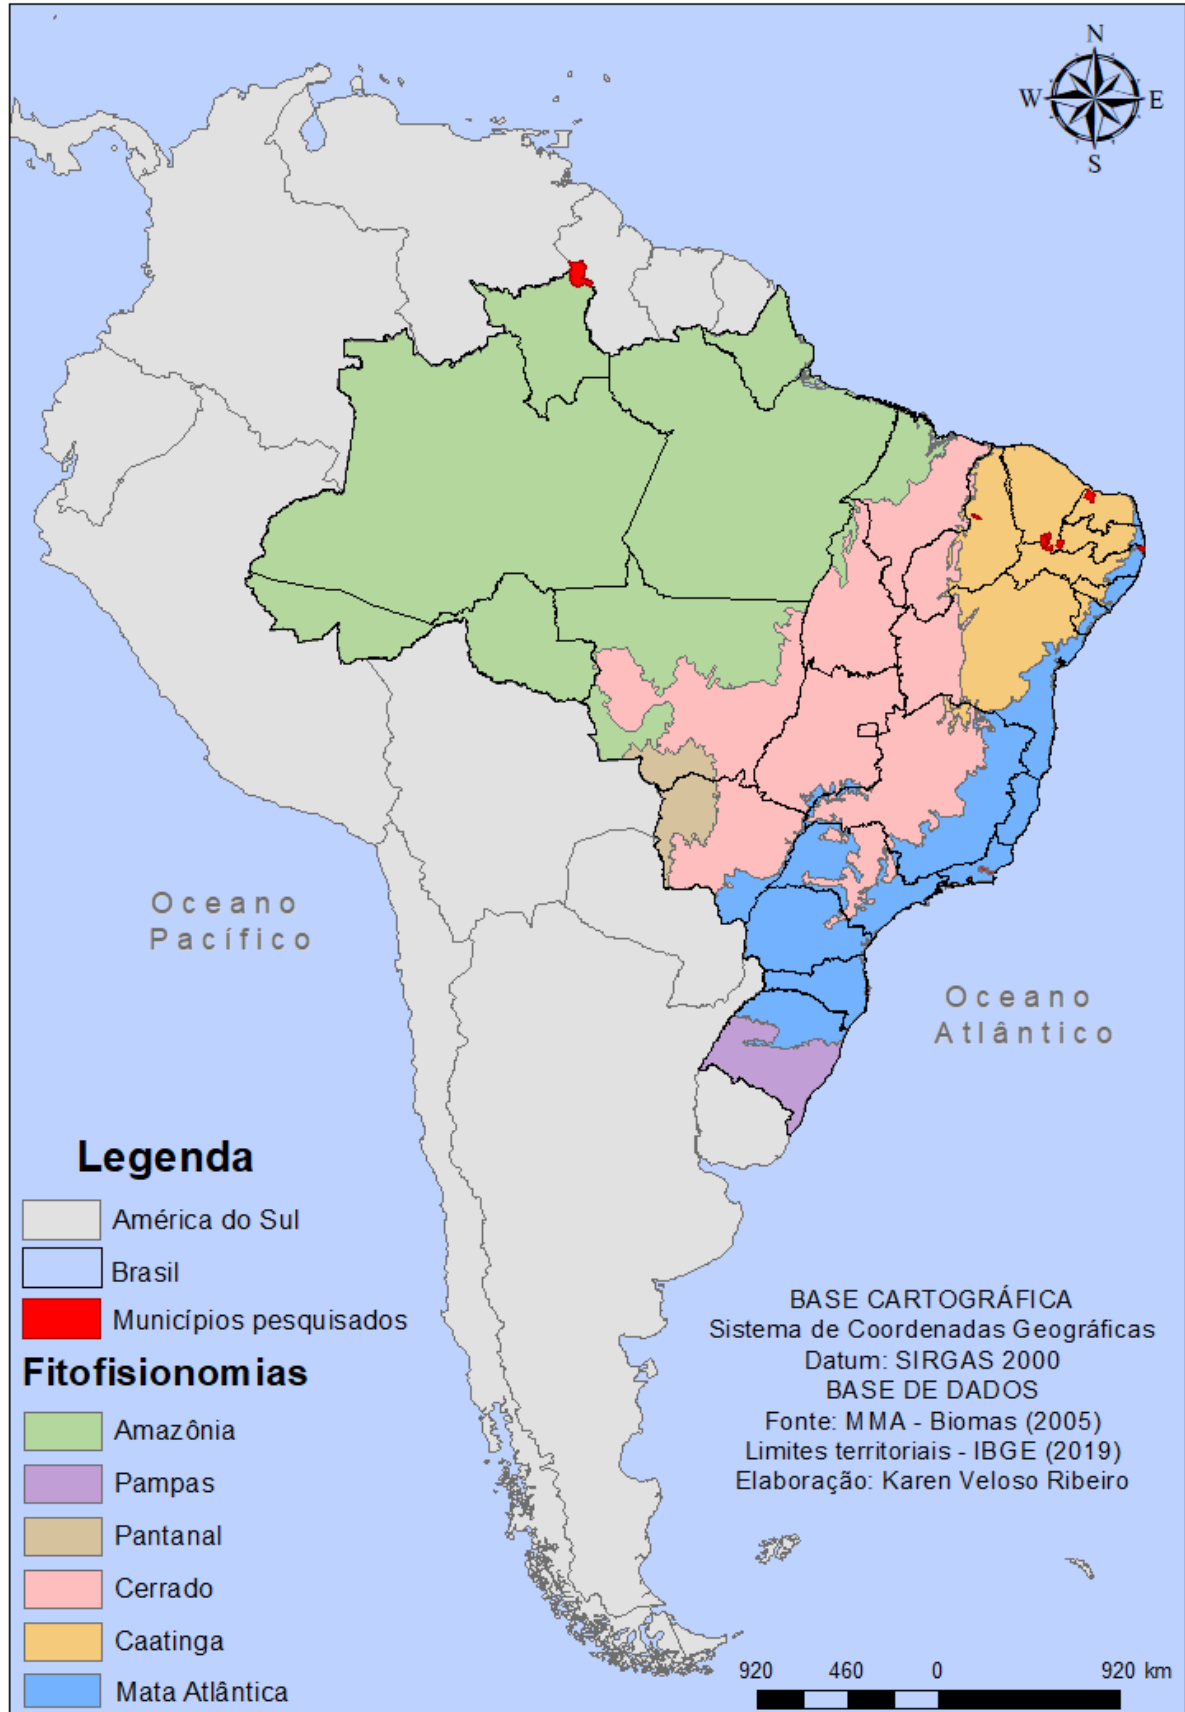 N
W E
S
Oceano
Pacífico
Oceano
Atlântico
Legenda
América do Sul
Brasil
Municípios pesquisados
Fitofisionomias
Amazônia
Pampas
Pantanal
Cerrado
Caatinga
Mata Atlântica
BASE CARTOGRÁFICA
Sistema de Coordenadas Geográficas
Datum: SIRGAS 2000
BASE DE DADOS
Fonte: MMA - Biomas (2005)
Limites territoriais - IBGE (2019)
Elaboração: Karen Veloso Ribeiro
920 460 0 920 km